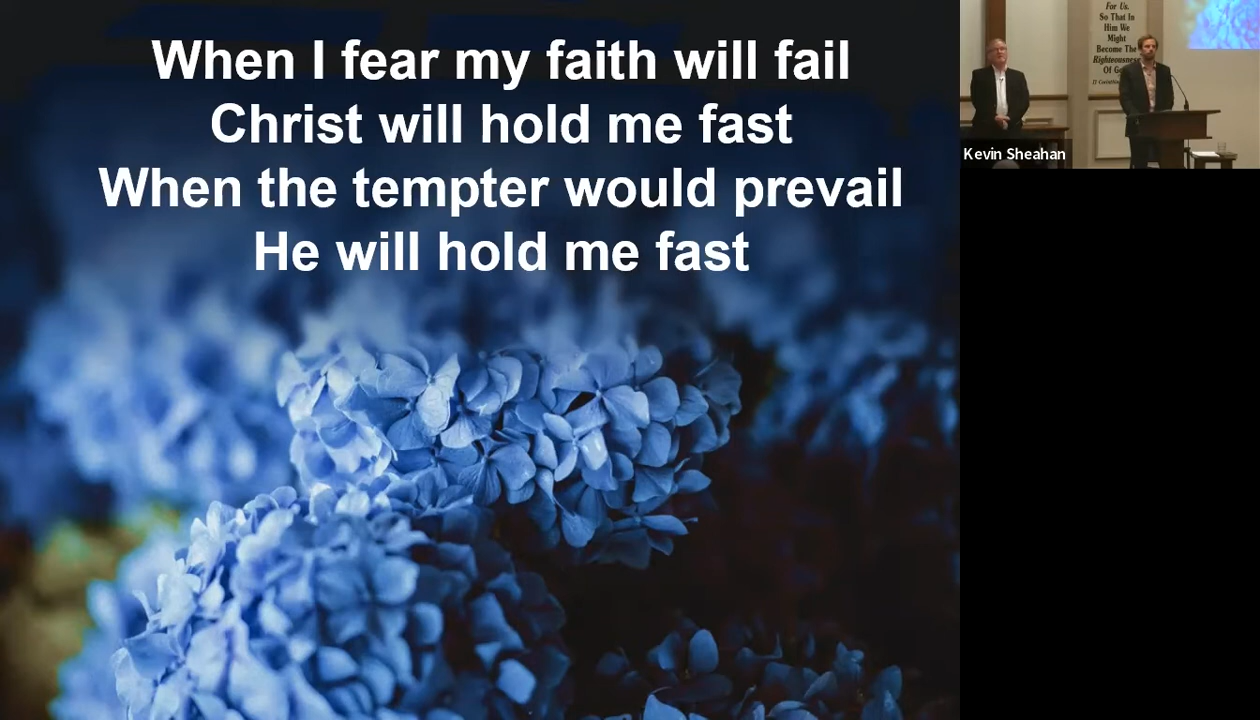 When I fear my faith will fail
Christ will hold me fast
When the tempter would prevail
He will hold me fast
For Us.
So That In
Him We
Might
Become The
Righteousness
Of
Kevin Sheahan